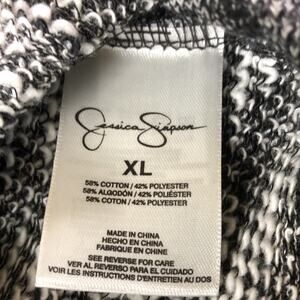 Jessica Simpson
XL
58% COTTON / 42% POLYESTER
58% ALGODÓN / 42% POLIÉSTER
58% COTON / 42% POLYESTER
MADE IN CHINA
HECHO EN CHINA
FABRIQUE EN CHINE
SEE REVERSE FOR CARE
VER AL REVERSO PARA EL CUIDADO
VOIR LES INSTRUCTIONS D'ENTRETIEN AU DOS